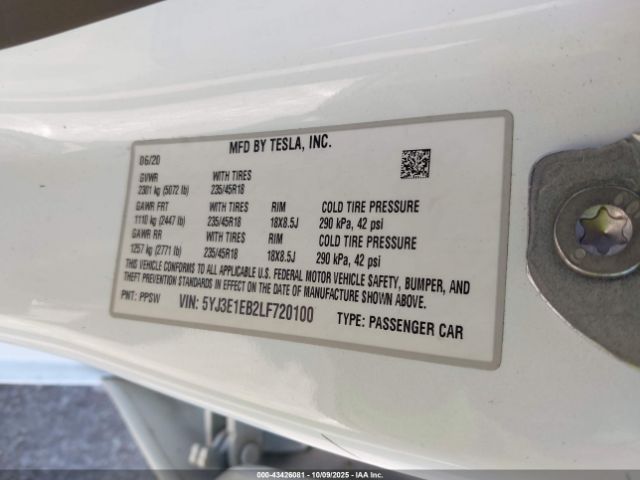 MFD BY TESLA, INC.
06/20
GVWR WITH TIRES
2301 kg (5072 lb) 235/45R18
GAWR FRT WITH TIRES RIM COLD TIRE PRESSURE
1110 kg (2447 lb) 235/45R18 18X8.5J 290 kPa, 42 psi
GAWR RR WITH TIRES RIM COLD TIRE PRESSURE
1257 kg (2771 lb) 235/45R18 18X8.5J 290 kPa, 42 psi
THIS VEHICLE CONFORMS TO ALL APPLICABLE U.S. FEDERAL MOTOR VEHICLE SAFETY, BUMPER, AND
THEFT PREVENTION STANDARDS IN EFFECT ON THE DATE OF MANUFACTURE SHOWN ABOVE.
PNT: PPSW VIN: 5YJ3E1EB2LF720100 TYPE: PASSENGER CAR
000-43426081 - 10/09/2025 - IAA Inc.